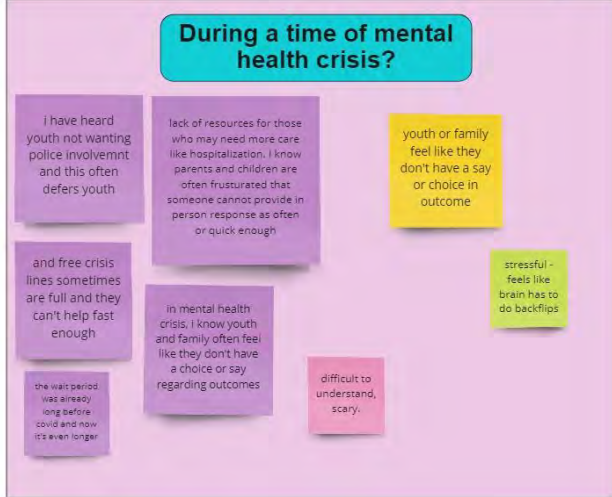 During a time of mental
health crisis?
i have heard
youth not wanting
police involvemnt
and this often
defers youth
lack of resources for those
who may need more care
like hospitalization. I know
parents and children are
often frusturated that
someone cannot provide in
person response as often
or quick enough
youth or family
feel like they
don't have a say
or choice in
outcome
and free crisis
lines sometimes
are full and they
can't help fast
enough
in mental health
crisis, i know youth
and family often feel
like they don't have
a choice or say
regarding outcomes
stressful -
feels like
brain has to
do backflips
the wait period
was already
long before
covid and now
it's even longer
difficult to
understand,
scary.